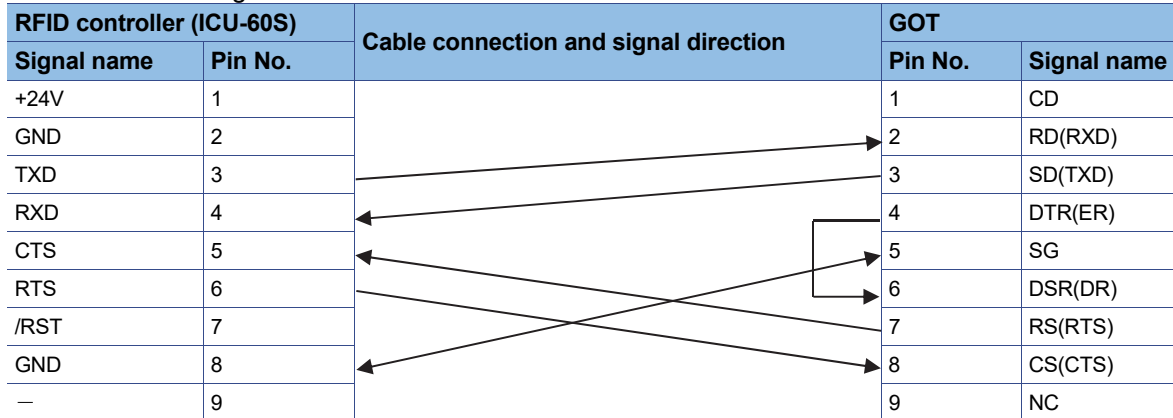 RFID controller (ICU-60S) Cable connection and signal direction GOT
Signal name Pin No. Pin No. Signal name
+24V 1 1 CD
GND 2 2 RD(RXD)
TXD 3 3 SD(TXD)
RXD 4 4 DTR(ER)
CTS 5 5 SG
RTS 6 6 DSR(DR)
/RST 7 7 RS(RTS)
GND 8 8 CS(CTS)
— 9 9 NC